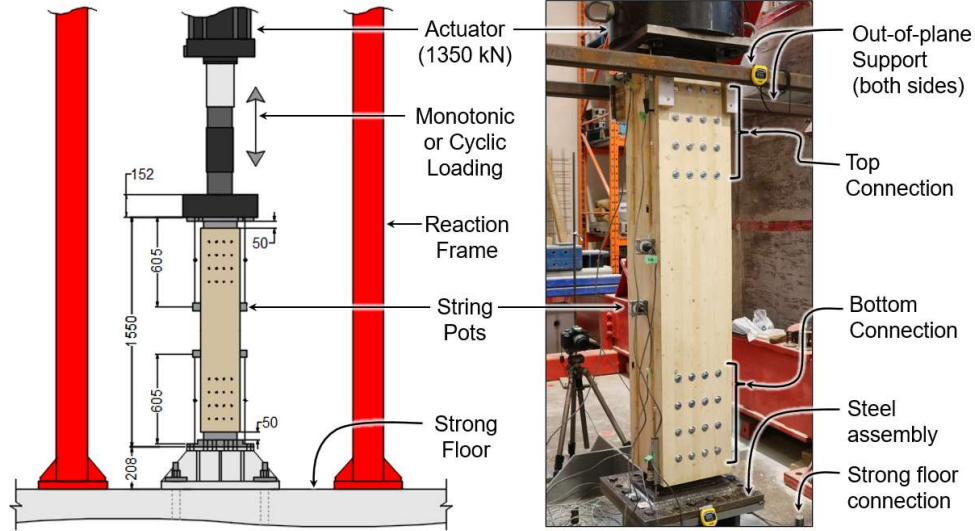 Actuator
(1350 kN)
Monotonic
or Cyclic
Loading
152
50
Reaction
Frame
605
String
Pots
1550
605
50
Strong
Floor
208
Out-of-plane
Support
(both sides)
Top
Connection
Bottom
Connection
Steel
assembly
Strong floor
connection